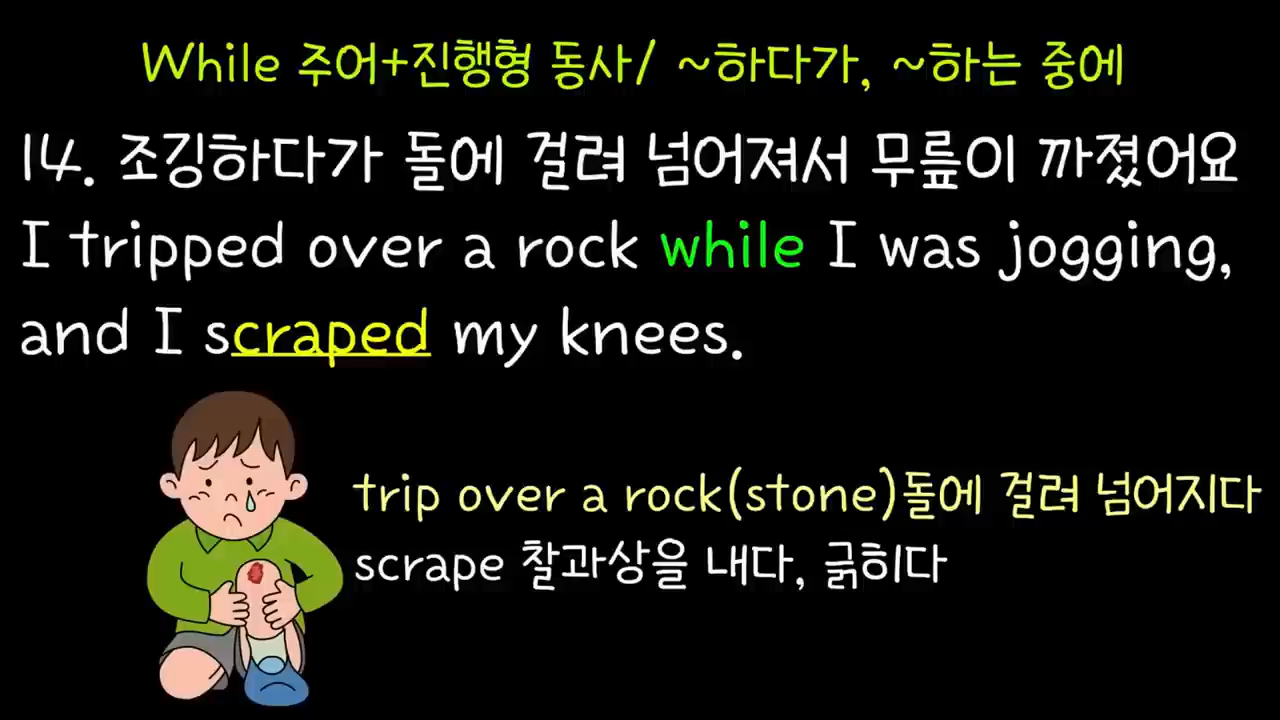 While 주어+진행형 동사/ ~하다가, ~하는 중에
14. 조깅하다가 돌에 걸려 넘어져서 무릎이 까졌어요
I tripped over a rock while I was jogging,
and I scraped my knees.
trip over a rock(stone)돌에 걸려 넘어지다
scrape 찰과상을 내다, 긁히다